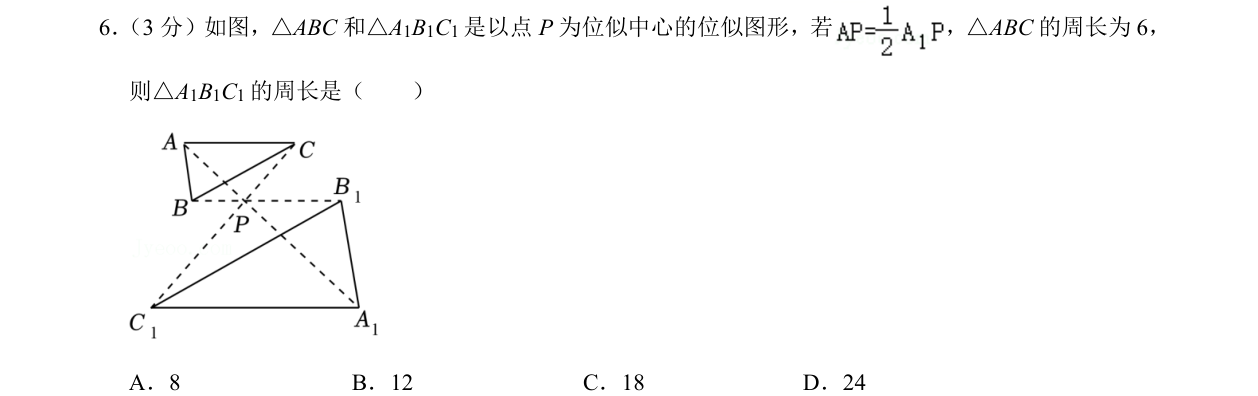 6.（3 分）如图，△ABC 和△A₁B₁C₁ 是以点 P 为位似中心的位似图形，若 AP=1/2 A₁P，△ABC 的周长为 6，
则△A₁B₁C₁ 的周长是（　　）
A
C
B
B₁
P
C₁
A₁
A．8　B．12　C．18　D．24